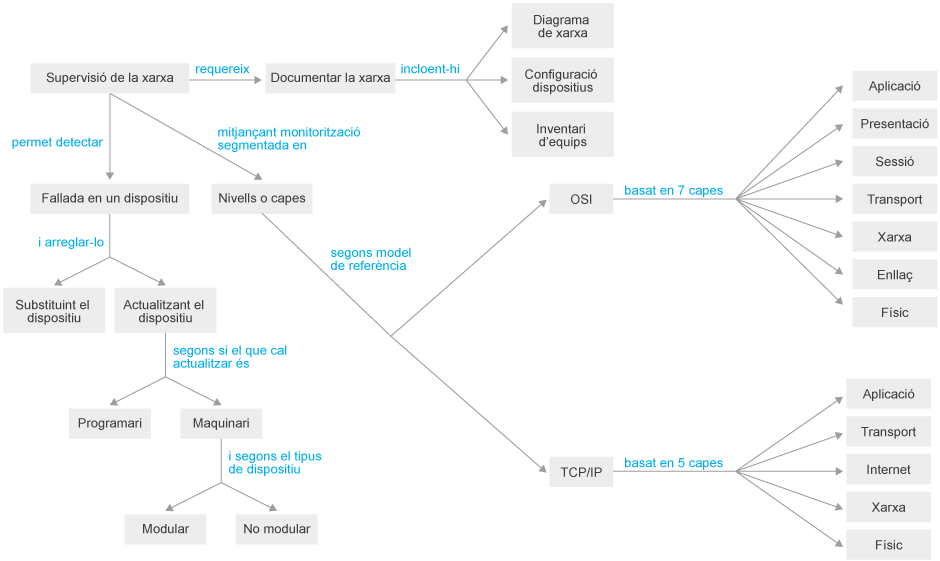 Diagrama
de xarxa
Supervisió de la xarxa
requereix
Documentar la xarxa
incloent-hi
Configuració
dispositius
Inventari
d'equips
permet detectar
mitjançant monitorització
segmentada en
Fallada en un dispositiu
Nivells o capes
i arreglar-lo
Substituint el
dispositiu
Actualitzant el
dispositiu
segons si el que cal
actualitzar és
Programari
Maquinari
i segons el tipus
de dispositiu
Modular
No modular
segons model
de referència
OSI
basat en 7 capes
Aplicació
Presentació
Sessió
Transport
Xarxa
Enllaç
Físic
TCP/IP
basat en 5 capes
Aplicació
Transport
Internet
Xarxa
Físic